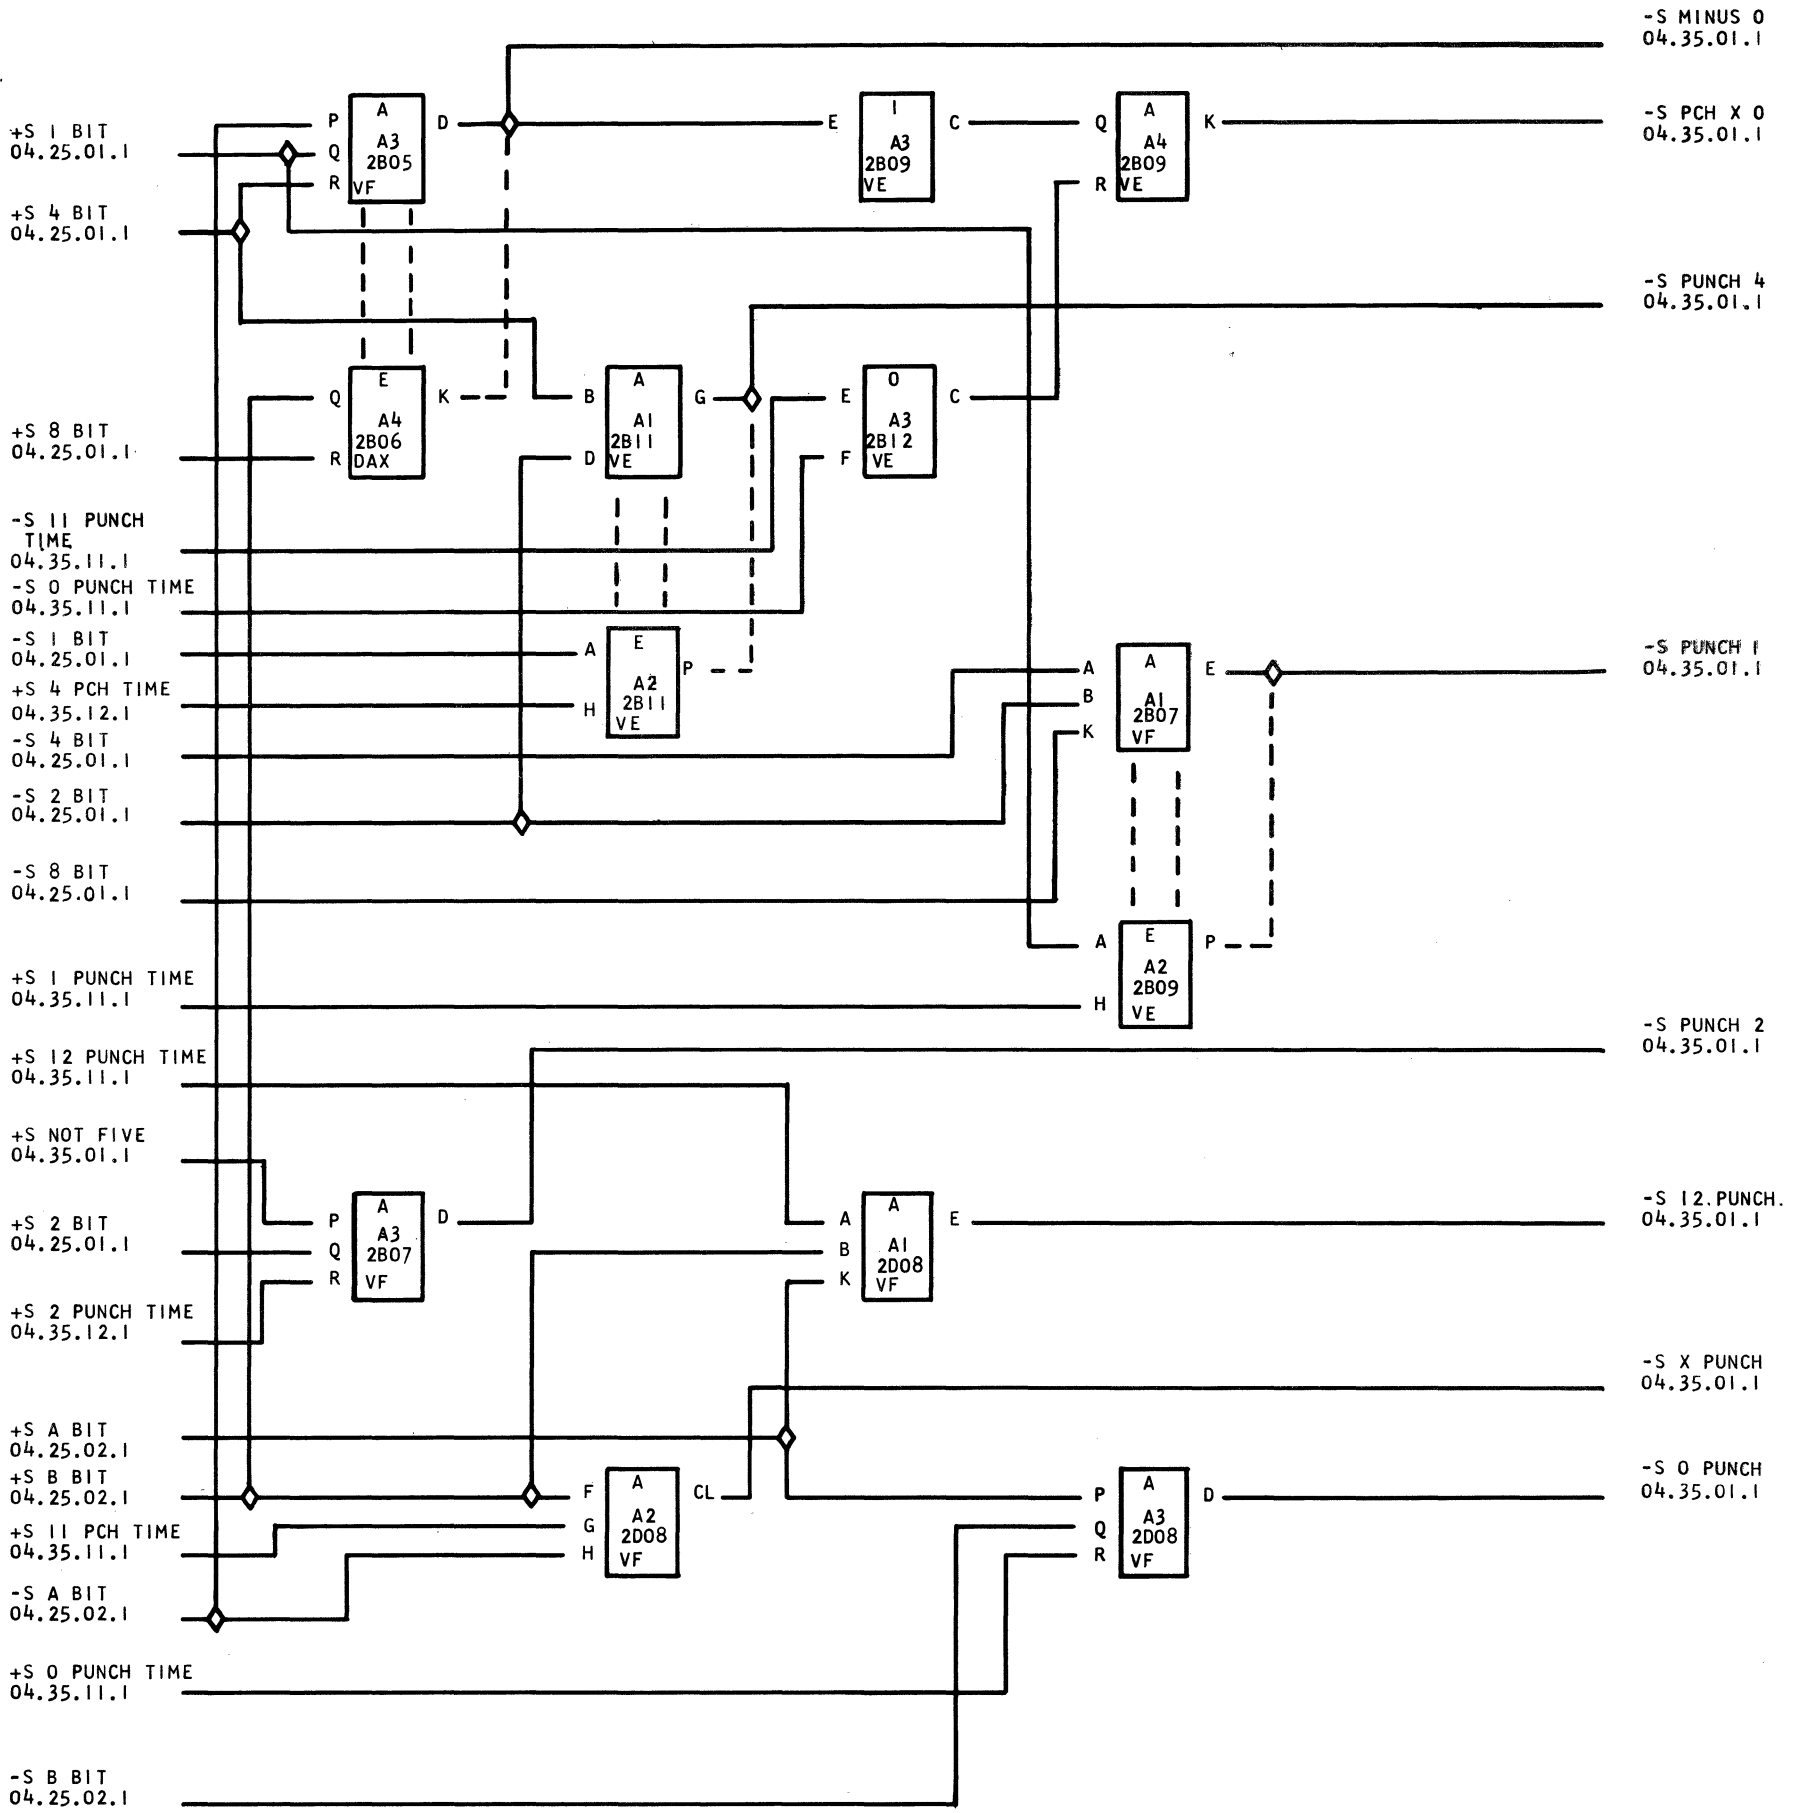 -S MINUS 0
04.35.01.1
+S 1 BIT
04.25.01.1
P
Q
R
A
A3
2B05
VF
D
E
I
A3
2B09
VE
C
Q
R
A
A4
2B09
VE
K
-S PCH X 0
04.35.01.1
+S 4 BIT
04.25.01.1
-S PUNCH 4
04.35.01.1
+S 8 BIT
04.25.01.1
Q
R
E
A4
2B06
DAX
K
B
D
A
A1
2B11
VE
G
E
F
O
A3
2B12
VE
C
-S 11 PUNCH
TIME
04.35.11.1
-S 0 PUNCH TIME
04.35.11.1
-S 1 BIT
04.25.01.1
+S 4 PCH TIME
04.35.12.1
A
H
E
A2
2B11
VE
P
A
B
K
A
A1
2B07
VF
E
-S PUNCH 1
04.35.01.1
-S 4 BIT
04.25.01.1
-S 2 BIT
04.25.01.1
-S 8 BIT
04.25.01.1
A
H
E
A2
2B09
VE
P
+S 1 PUNCH TIME
04.35.11.1
-S PUNCH 2
04.35.01.1
+S 12 PUNCH TIME
04.35.11.1
+S NOT FIVE
04.35.01.1
+S 2 BIT
04.25.01.1
P
Q
R
A
A3
2B07
VF
D
A
B
K
A
A1
2D08
VF
E
-S 12.PUNCH.
04.35.01.1
+S 2 PUNCH TIME
04.35.12.1
-S X PUNCH
04.35.01.1
+S A BIT
04.25.02.1
+S B BIT
04.25.02.1
F
G
H
A
A2
2D08
VF
CL
P
Q
R
A
A3
2D08
VF
D
-S 0 PUNCH
04.35.01.1
+S 11 PCH TIME
04.35.11.1
-S A BIT
04.25.02.1
+S 0 PUNCH TIME
04.35.11.1
-S B BIT
04.25.02.1